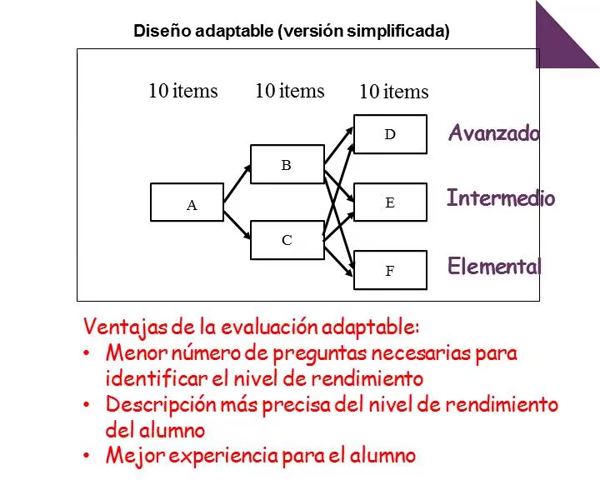 Diseño adaptable (versión simplificada)
10 items 10 items 10 items
D Avanzado
B
A E Intermedio
C
F Elemental
Ventajas de la evaluación adaptable:
• Menor número de preguntas necesarias para
identificar el nivel de rendimiento
• Descripción más precisa del nivel de rendimiento
del alumno
• Mejor experiencia para el alumno